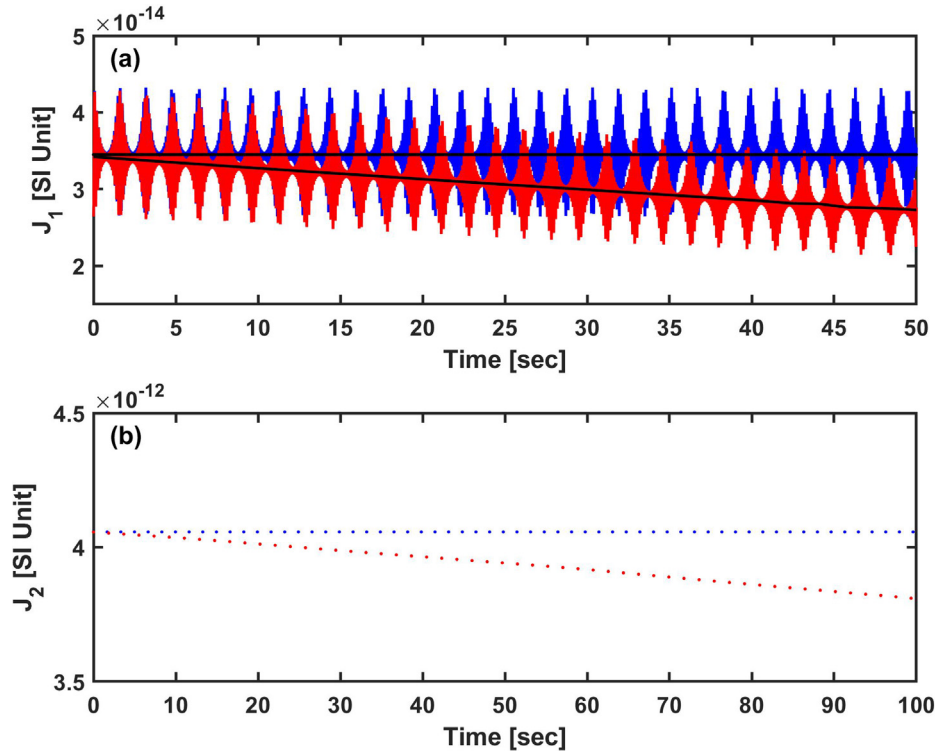 ×10⁻¹⁴
(a)
5
4
3
2
J₁ [SI Unit]
0 5 10 15 20 25 30 35 40 45 50
Time [sec]
×10⁻¹²
(b)
4.5
4
3.5
J₂ [SI Unit]
0 10 20 30 40 50 60 70 80 90 100
Time [sec]